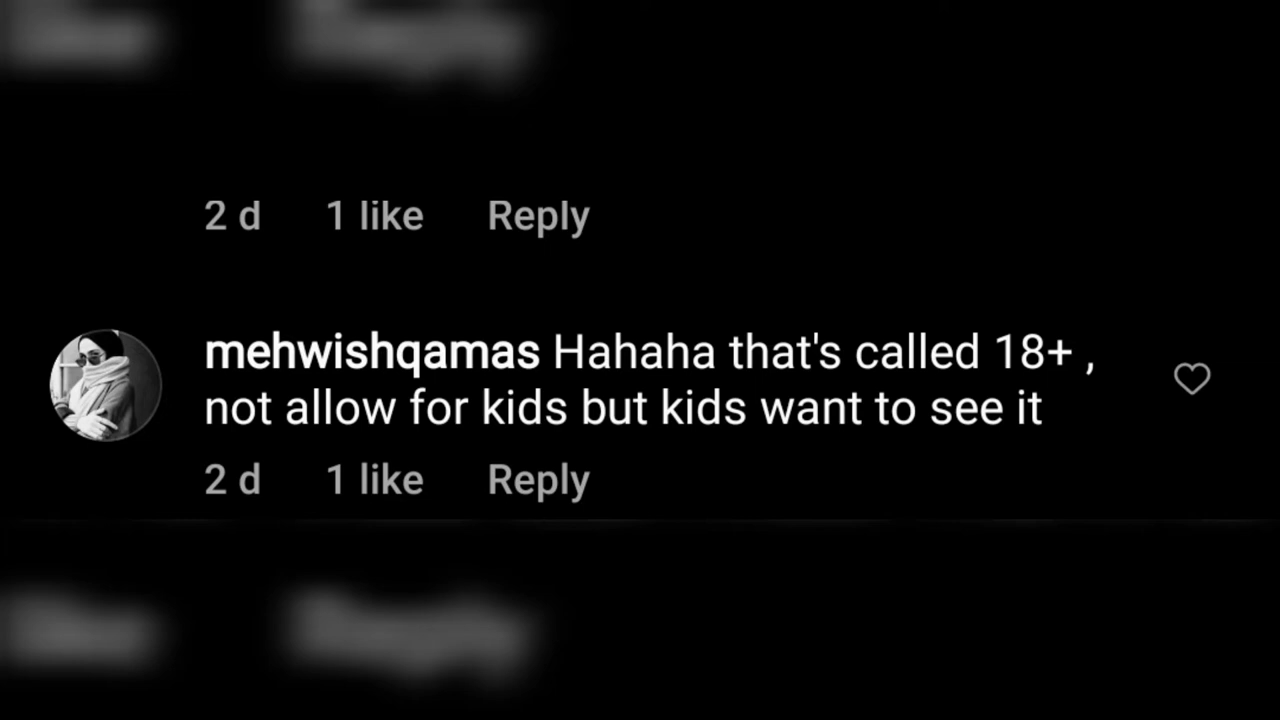 2 d 1 like Reply
mehwishqamas Hahaha that's called 18+ ,
not allow for kids but kids want to see it
2 d 1 like Reply